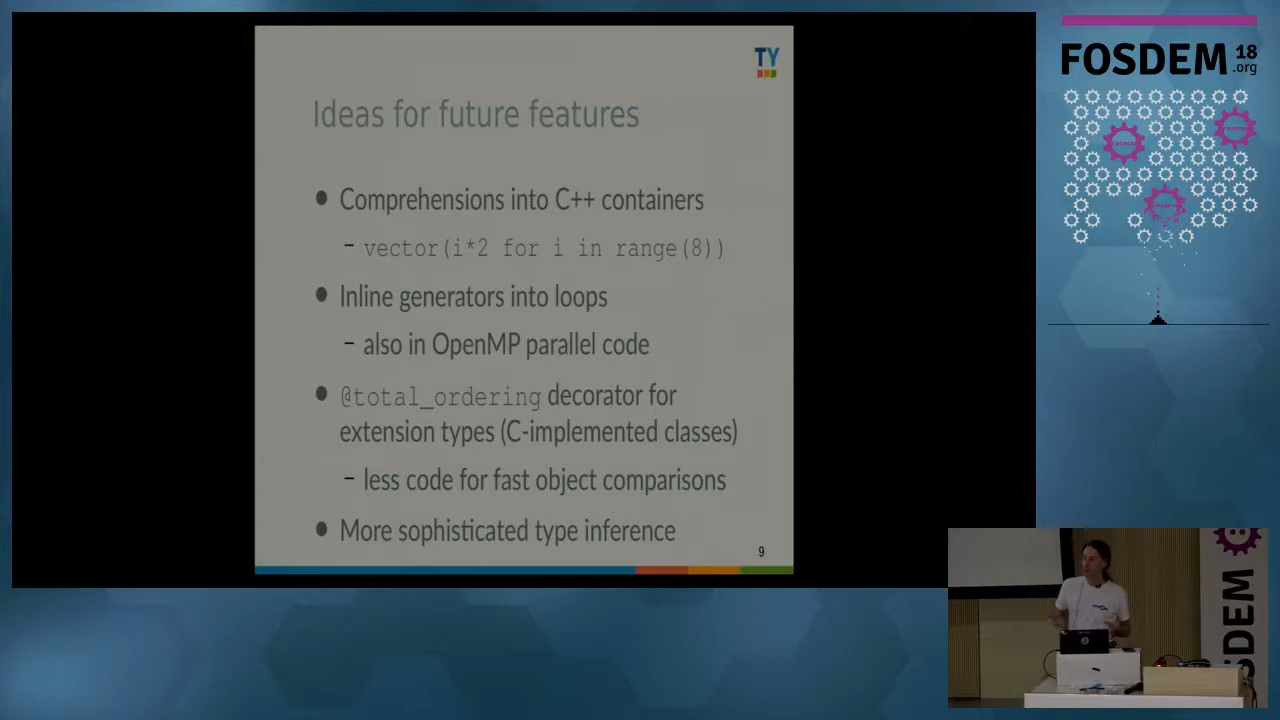 TY
Ideas for future features
● Comprehensions into C++ containers
– vector(i*2 for i in range(8))
● Inline generators into loops
– also in OpenMP parallel code
● @total_ordering decorator for
extension types (C-implemented classes)
– less code for fast object comparisons
● More sophisticated type inference
9
FOSDEM 18
.org
FOSDEM